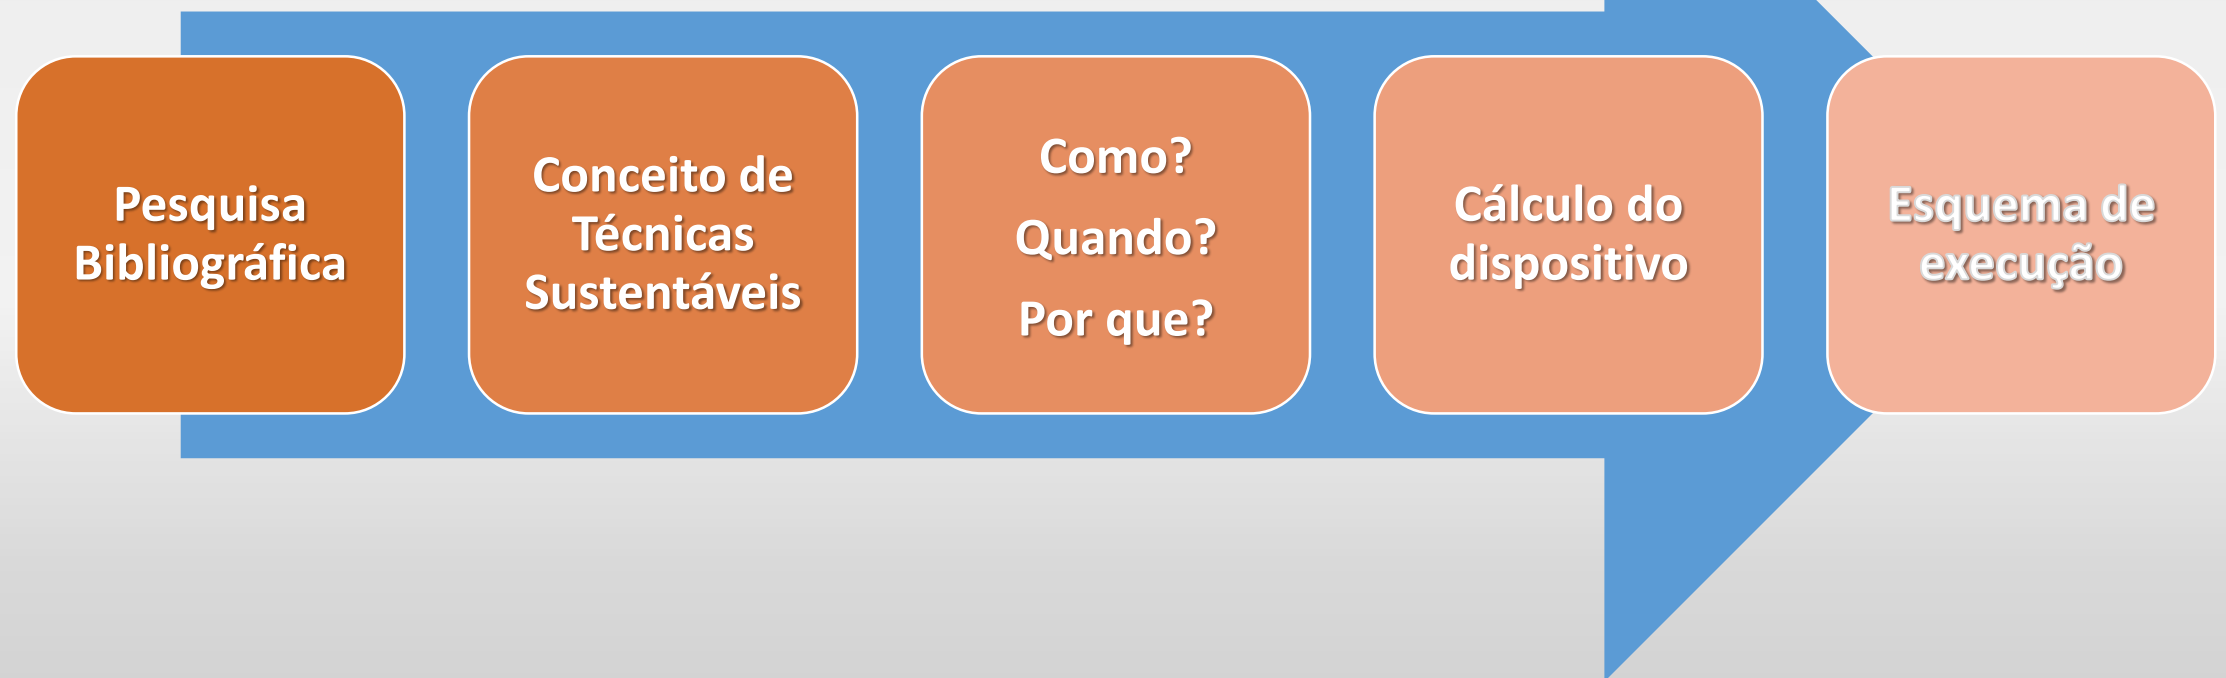 Pesquisa
Bibliográfica
Conceito de
Técnicas
Sustentáveis
Como?
Quando?
Por que?
Cálculo do
dispositivo
Esquema de
execução